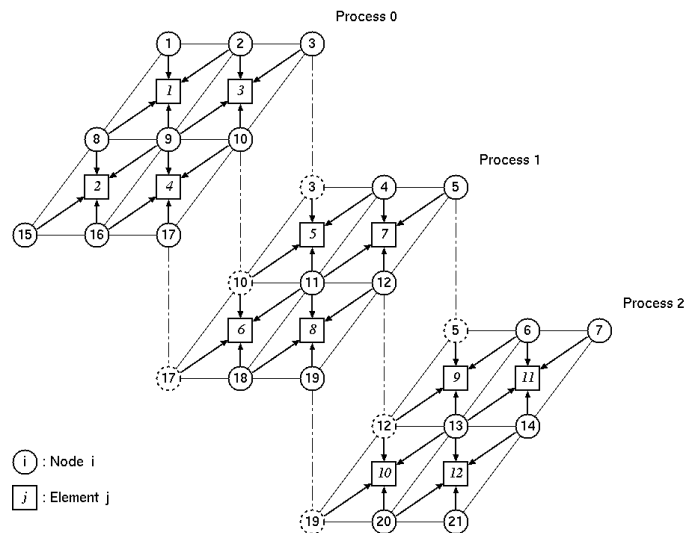 Process 0
1 2 3
1 3
8 9 10
2 4
15 16 17
Process 1
3 4 5
5 7
10 11 12
6 8
17 18 19
Process 2
5 6 7
9 11
12 13 14
10 12
19 20 21
i : Node i
j : Element j